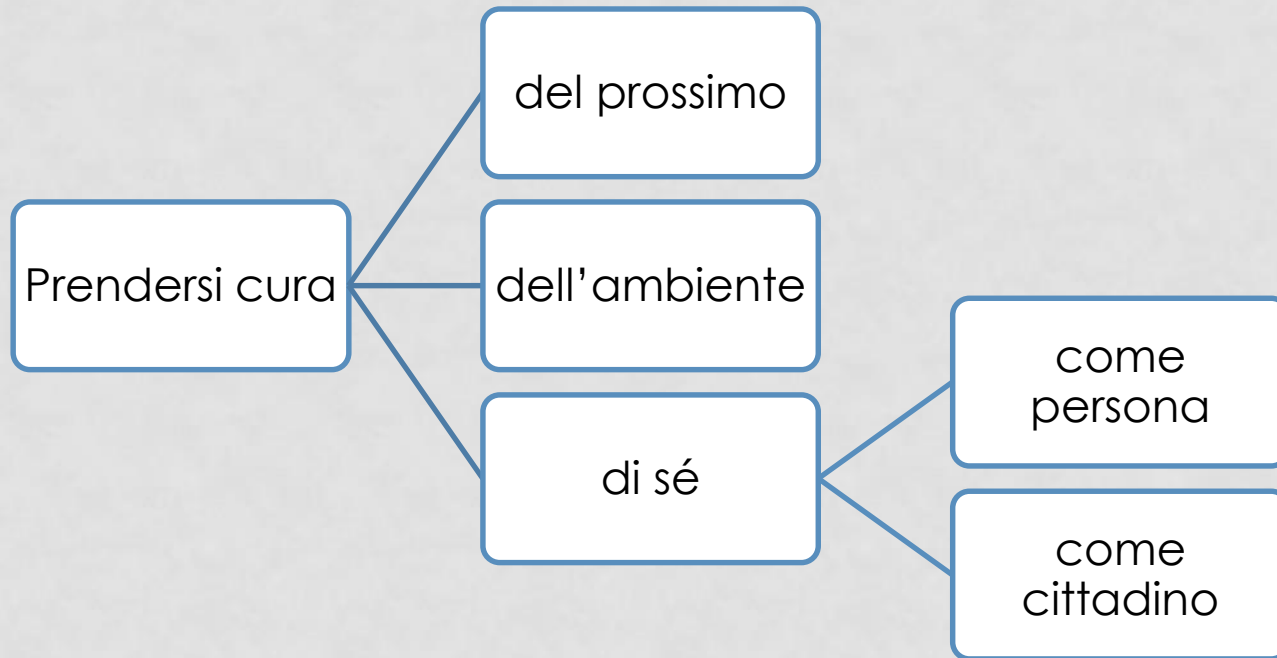 Prendersi cura
del prossimo
dell’ambiente
di sé
come
persona
come
cittadino